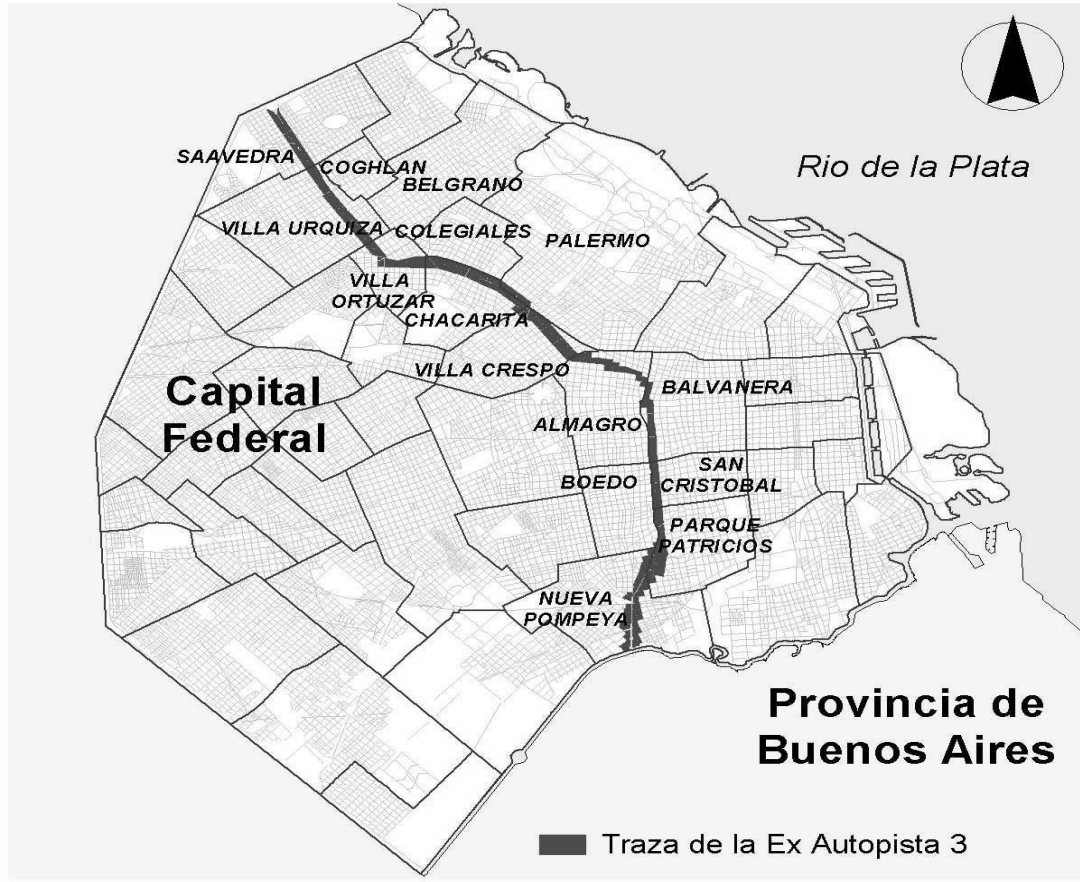 Rio de la Plata
SAAVEDRA
COGHLAN
BELGRANO
VILLA URQUIZA
COLEGIALES
PALERMO
VILLA
ORTUZAR
CHACARITA
VILLA CRESPO
BALVANERA
Capital
Federal
ALMAGRO
BOEDO
SAN
CRISTOBAL
PARQUE
PATRICIOS
NUEVA
POMPEYA
Provincia de
Buenos Aires
Traza de la Ex Autopista 3